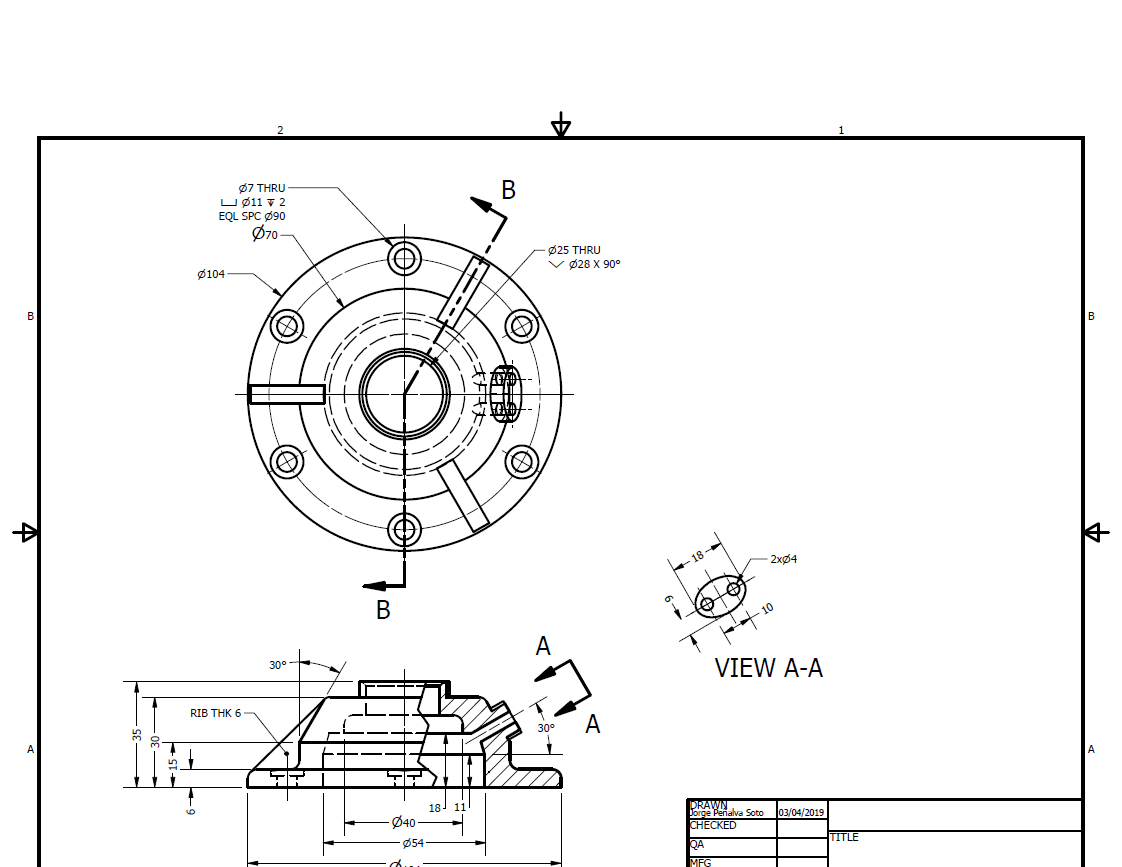 2
1
B
Ø7 THRU
⌴ Ø11 ↧ 2
EQL SPC Ø90
Ø70
Ø25 THRU
⌵ Ø28 X 90°
Ø104
B
B
B
18
2xØ4
6
10
VIEW A-A
A
30°
RIB THK 6
A
30°
A
A
35
30
15
6
18
11
Ø40
Ø54
DRAWN
Jorge Peñalva Soto
03/04/2019
CHECKED
TITLE
QA
MFG